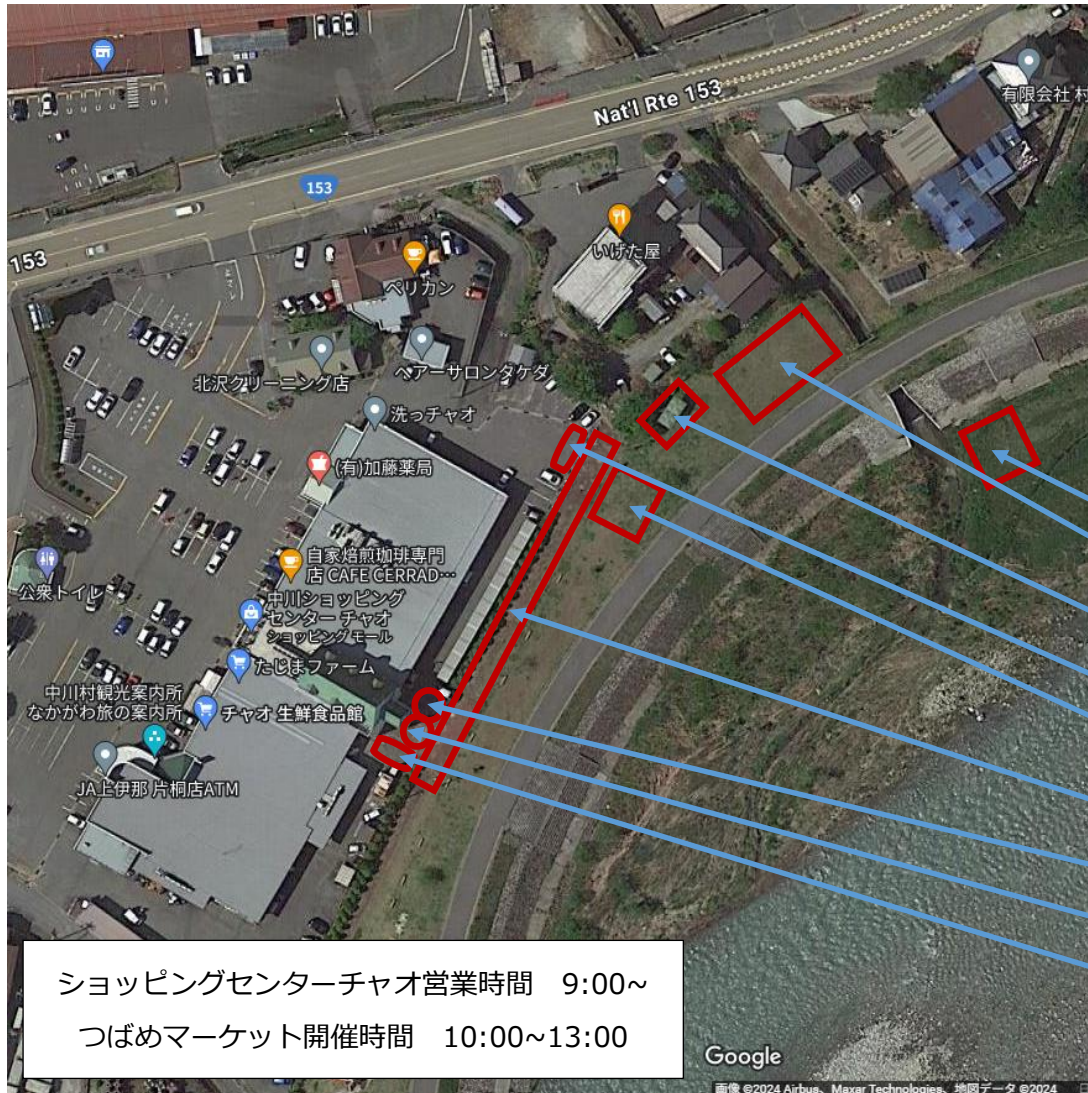 Nat'l Rte 153
有限会社 村
153
153
いげた屋
ペリカン
ヘアーサロンタケダ
北沢クリーニング店
洗っチャオ
(有)加藤薬局
自家焙煎珈琲専門
店 CAFE CERRAD…
公衆トイレ
中川ショッピング
センター チャオ
ショッピングモール
たじまファーム
中川村観光案内所
なかがわ旅の案内所
チャオ 生鮮食品館
JA上伊那 片桐店ATM
ショッピングセンターチャオ営業時間 9:00~
つばめマーケット開催時間 10:00~13:00
Google
画像 ©2024 Airbus、Maxar Technologies、地図データ ©2024